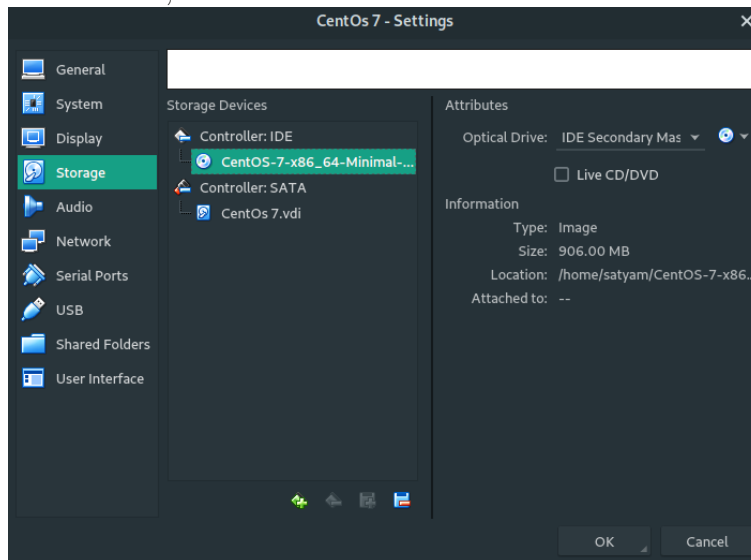 CentOs 7 - Settings
General
System
Display
Storage
Audio
Network
Serial Ports
USB
Shared Folders
User Interface
Storage Devices
Controller: IDE
CentOS-7-x86_64-Minimal-...
Controller: SATA
CentOs 7.vdi
Attributes
Optical Drive: IDE Secondary Mas
Live CD/DVD
Information
Type: Image
Size: 906.00 MB
Location: /home/satyam/CentOS-7-x86...
Attached to: --
OK
Cancel